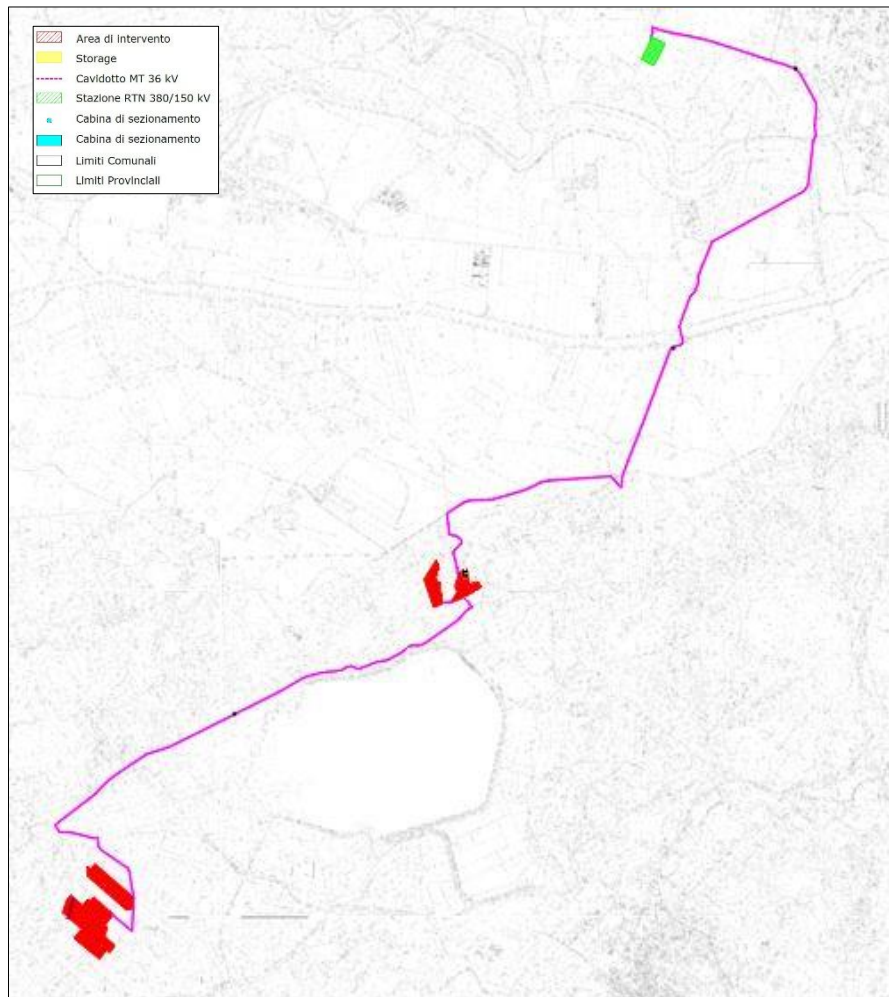 Area di intervento
Storage
Cavidotto MT 36 kV
Stazione RTN 380/150 kV
Cabina di sezionamento
Cabina di sezionamento
Limiti Comunali
Limiti Provinciali